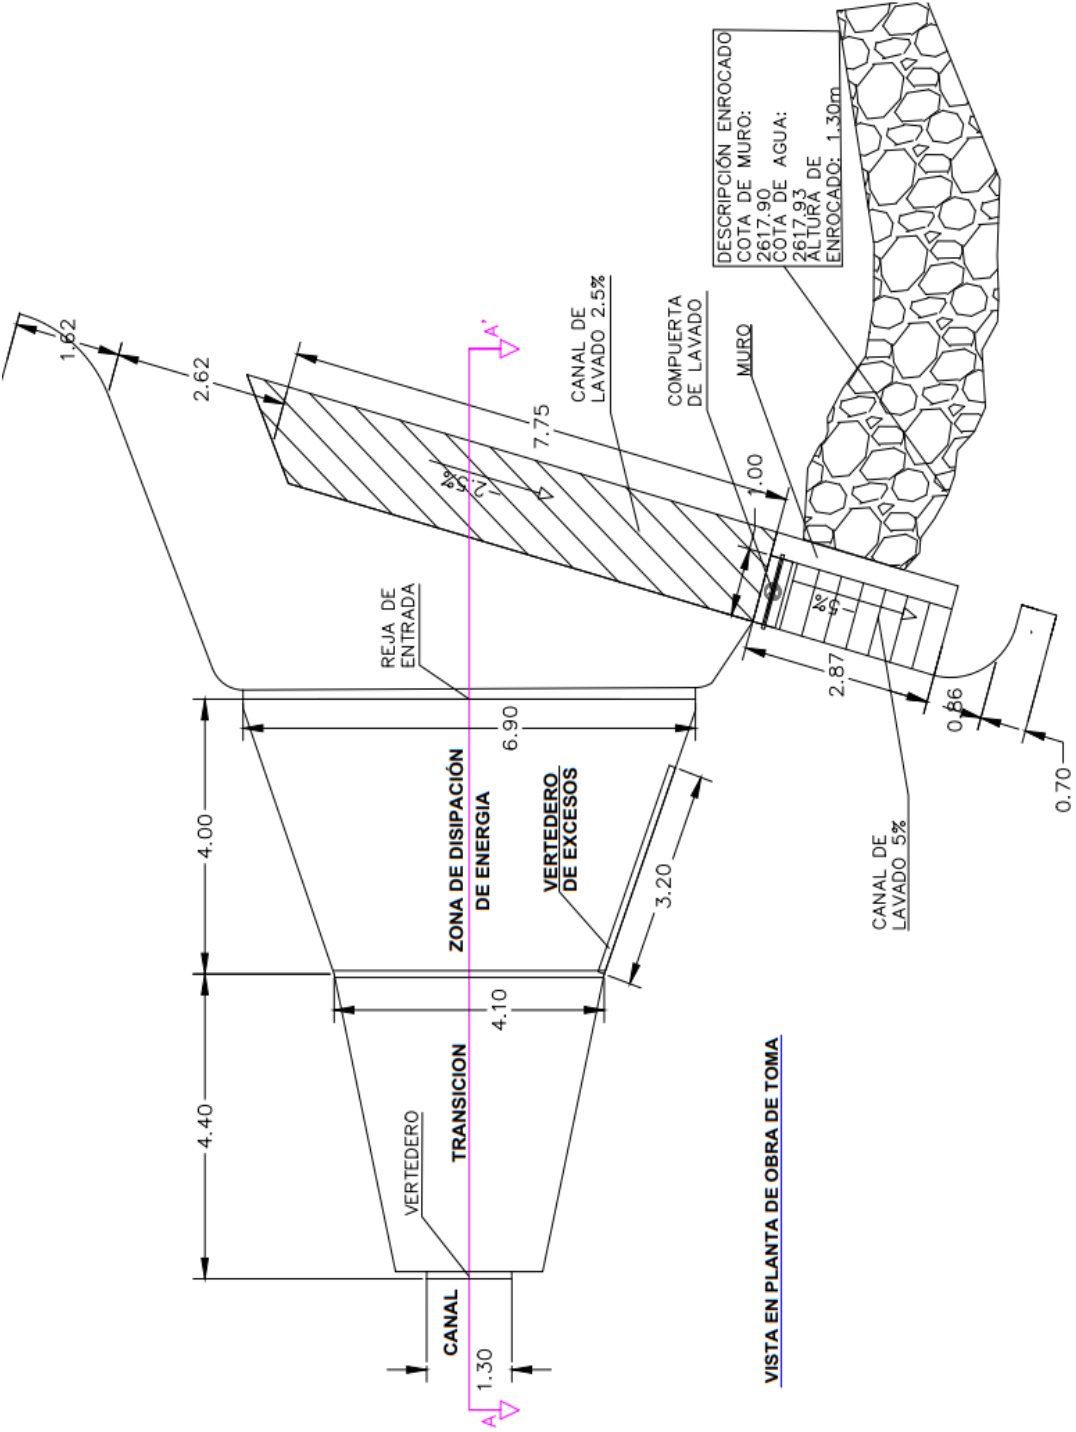 DESCRIPCIÓN ENROCADO
COTA DE MURO:
2617.90
COTA DE AGUA:
2617.93
ALTURA DE
ENROCADO: 1.30m
1.62
2.62
A'
CANAL DE
LAVADO 2.5%
COMPUERTA
DE LAVADO
MURO
7.75
2.5%
1.00
5%
REJA DE
ENTRADA
2.87
0.86
0.70
6.90
4.00
ZONA DE DISIPACIÓN
DE ENERGIA
VERTEDERO
DE EXCESOS
3.20
CANAL DE
LAVADO 5%
4.10
4.40
TRANSICION
VERTEDERO
CANAL
1.30
A
VISTA EN PLANTA DE OBRA DE TOMA